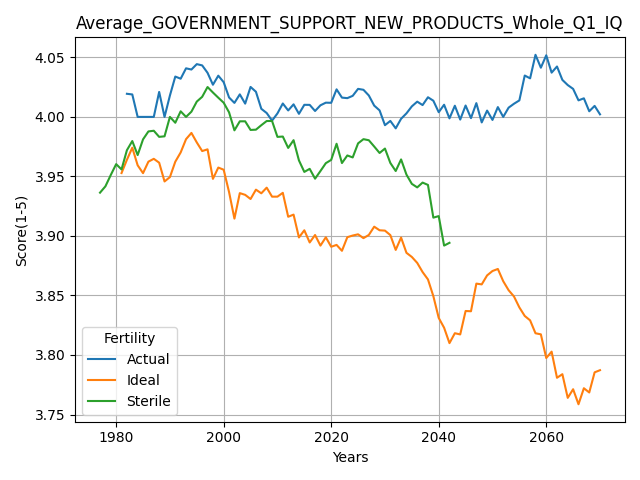 Average_GOVERNMENT_SUPPORT_NEW_PRODUCTS_Whole_Q1_IQ
4.05
4.00
3.95
3.90
3.85
3.80
3.75
Score(1-5)
Fertility
Actual
Ideal
Sterile
1980 2000 2020 2040 2060
Years